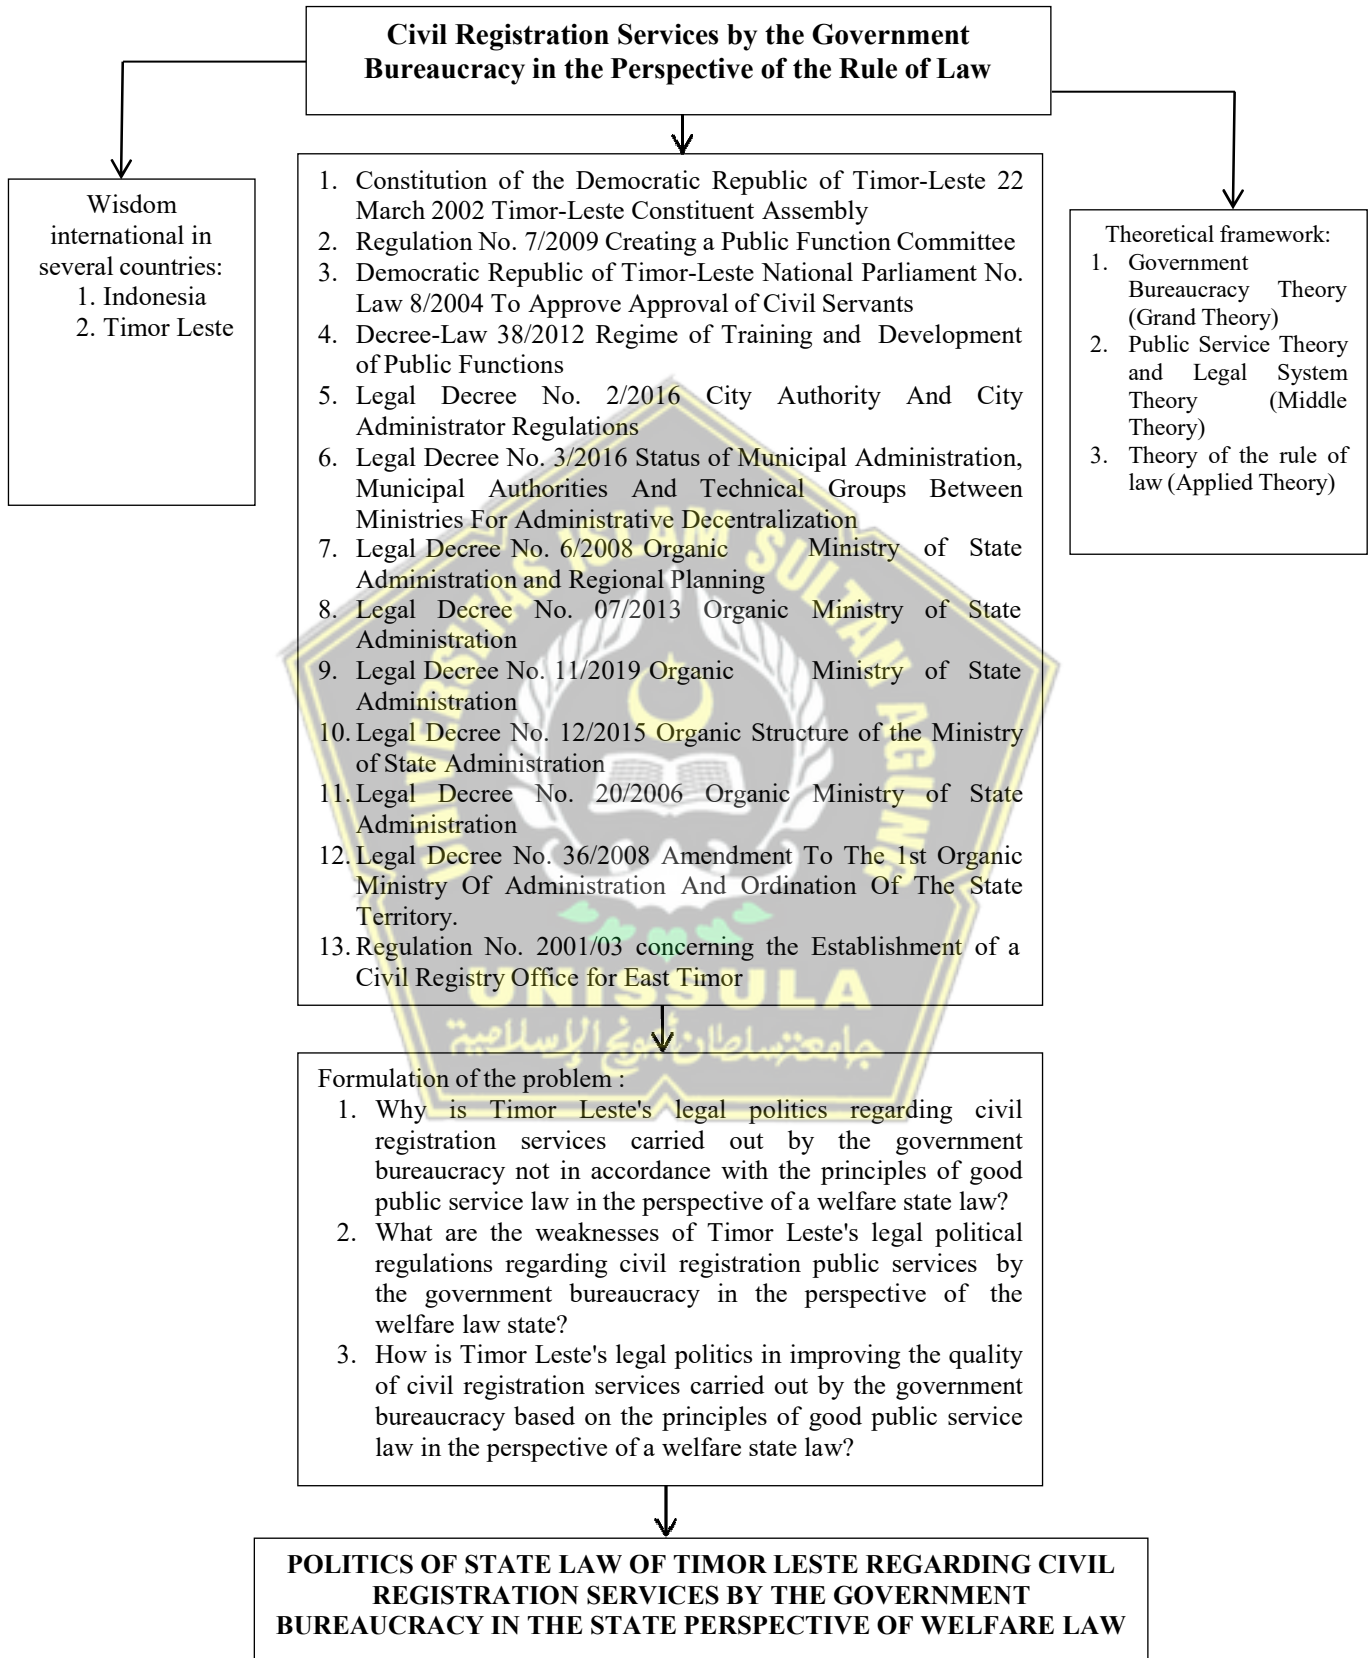 Civil Registration Services by the Government
Bureaucracy in the Perspective of the Rule of Law
Wisdom
international in
several countries:
1. Indonesia
2. Timor Leste
1. Constitution of the Democratic Republic of Timor-Leste 22
March 2002 Timor-Leste Constituent Assembly
2. Regulation No. 7/2009 Creating a Public Function Committee
3. Democratic Republic of Timor-Leste National Parliament No.
Law 8/2004 To Approve Approval of Civil Servants
4. Decree-Law 38/2012 Regime of Training and Development
of Public Functions
5. Legal Decree No. 2/2016 City Authority And City
Administrator Regulations
6. Legal Decree No. 3/2016 Status of Municipal Administration,
Municipal Authorities And Technical Groups Between
Ministries For Administrative Decentralization
7. Legal Decree No. 6/2008 Organic Ministry of State
Administration and Regional Planning
8. Legal Decree No. 07/2013 Organic Ministry of State
Administration
9. Legal Decree No. 11/2019 Organic Ministry of State
Administration
10. Legal Decree No. 12/2015 Organic Structure of the Ministry
of State Administration
11. Legal Decree No. 20/2006 Organic Ministry of State
Administration
12. Legal Decree No. 36/2008 Amendment To The 1st Organic
Ministry Of Administration And Ordination Of The State
Territory.
13. Regulation No. 2001/03 concerning the Establishment of a
Civil Registry Office for East Timor
Theoretical framework:
1. Government
Bureaucracy Theory
(Grand Theory)
2. Public Service Theory
and Legal System
Theory (Middle
Theory)
3. Theory of the rule of
law (Applied Theory)
UNIVERSITAS ISLAM SULTAN AGUNG
UNISSULA
جامعة سلطان أجونج الإسلامية
Formulation of the problem :
1. Why is Timor Leste's legal politics regarding civil
registration services carried out by the government
bureaucracy not in accordance with the principles of good
public service law in the perspective of a welfare state law?
2. What are the weaknesses of Timor Leste's legal political
regulations regarding civil registration public services by
the government bureaucracy in the perspective of the
welfare law state?
3. How is Timor Leste's legal politics in improving the quality
of civil registration services carried out by the government
bureaucracy based on the principles of good public service
law in the perspective of a welfare state law?
POLITICS OF STATE LAW OF TIMOR LESTE REGARDING CIVIL
REGISTRATION SERVICES BY THE GOVERNMENT
BUREAUCRACY IN THE STATE PERSPECTIVE OF WELFARE LAW